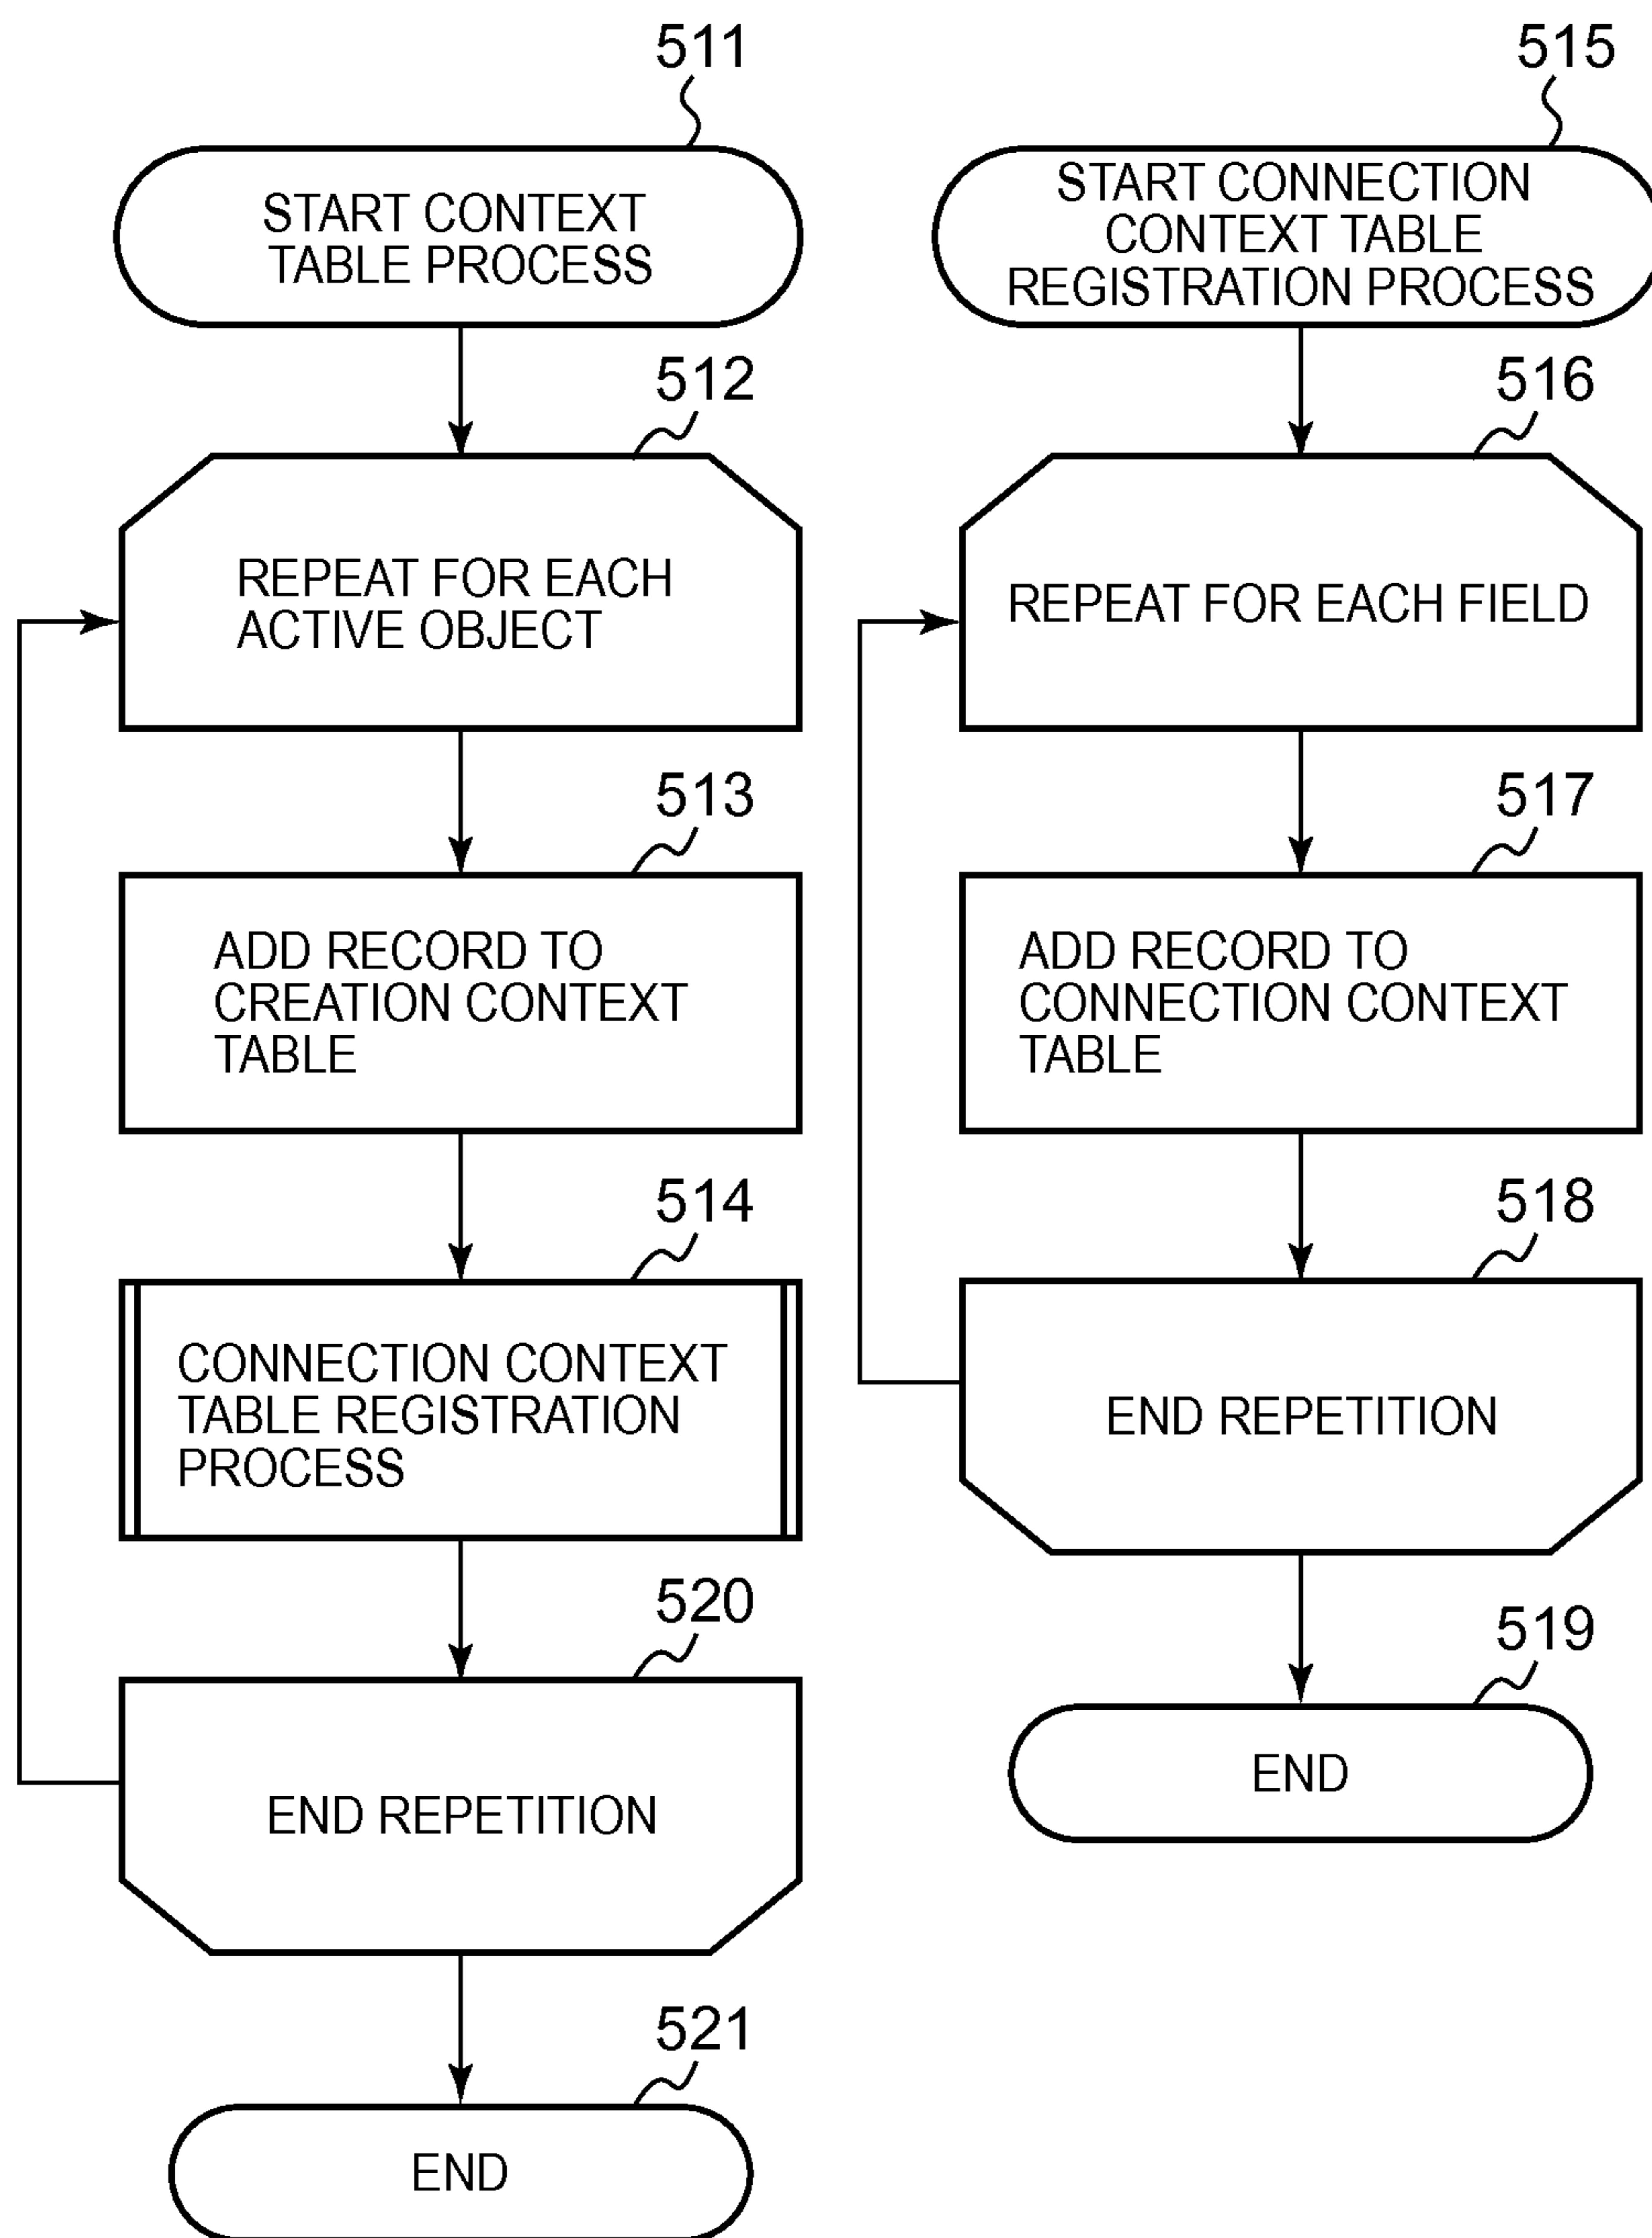 511
START CONTEXT
TABLE PROCESS
512
REPEAT FOR EACH
ACTIVE OBJECT
513
ADD RECORD TO
CREATION CONTEXT
TABLE
514
CONNECTION CONTEXT
TABLE REGISTRATION
PROCESS
520
END REPETITION
521
END
515
START CONNECTION
CONTEXT TABLE
REGISTRATION PROCESS
516
REPEAT FOR EACH FIELD
517
ADD RECORD TO
CONNECTION CONTEXT
TABLE
518
END REPETITION
519
END